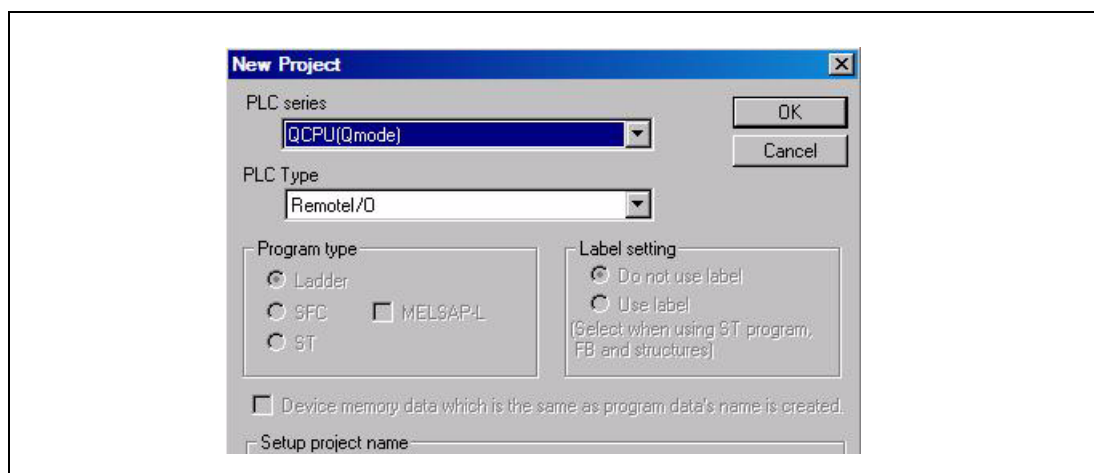 New Project
PLC series
QCPU(Qmode)
OK
Cancel
PLC Type
RemoteI/O
Program type
Ladder
SFC
MELSAP-L
ST
Label setting
Do not use label
Use label
(Select when using ST program,
FB and structures)
Device memory data which is the same as program data's name is created.
Setup project name